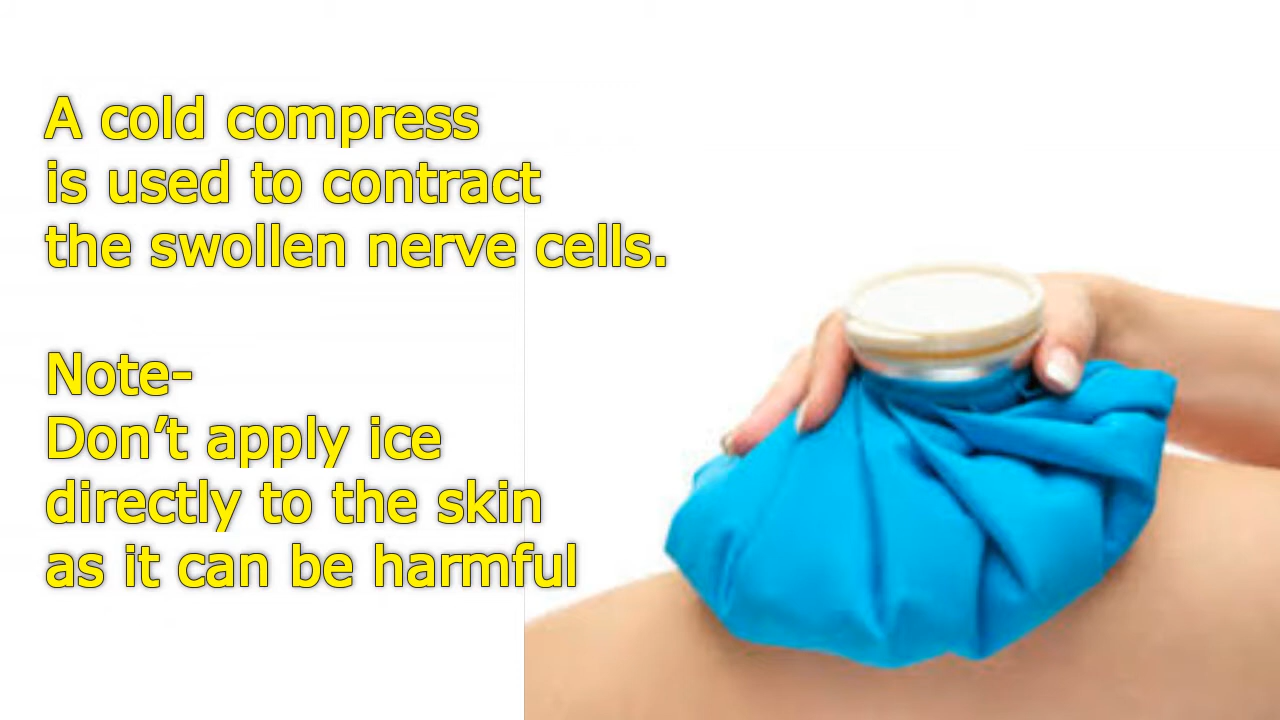 A cold compress
is used to contract
the swollen nerve cells.
Note-
Don’t apply ice
directly to the skin
as it can be harmful